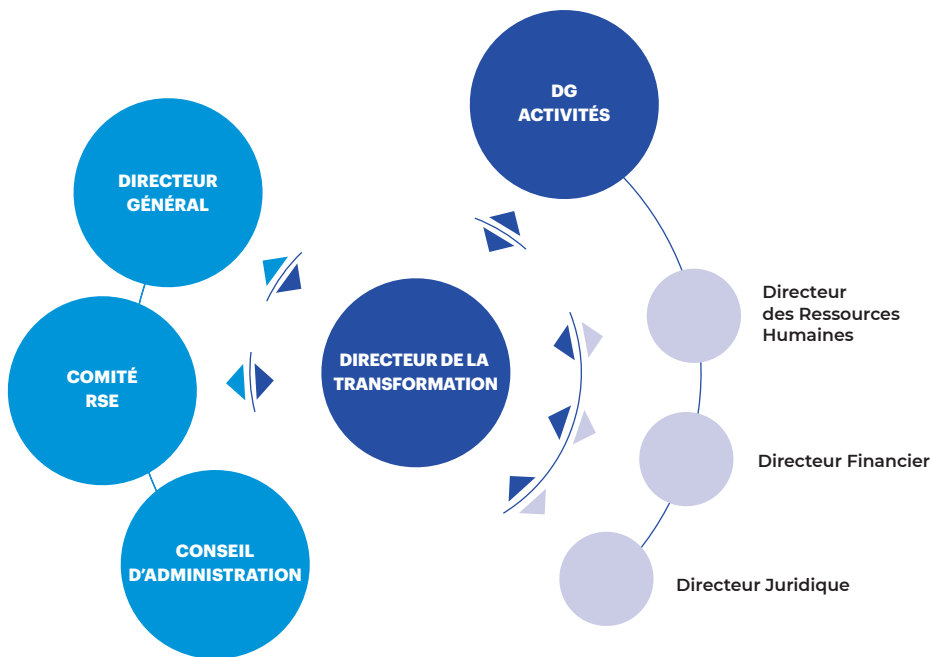 DG
ACTIVITÉS
DIRECTEUR
GÉNÉRAL
COMITÉ
RSE
CONSEIL
D’ADMINISTRATION
DIRECTEUR DE LA
TRANSFORMATION
Directeur
des Ressources
Humaines
Directeur Financier
Directeur Juridique